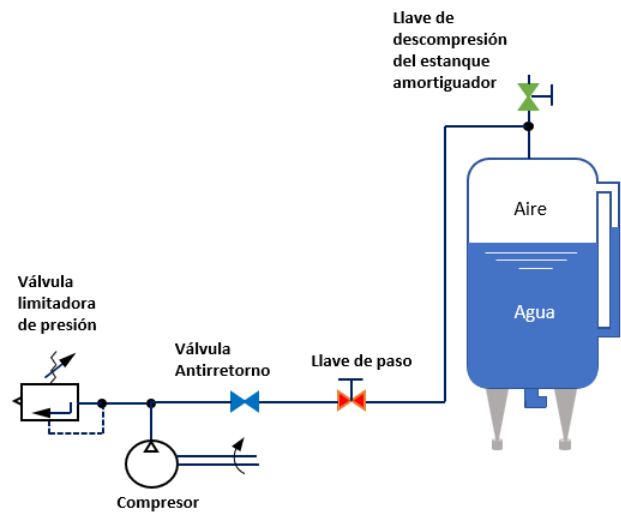 Llave de
descompresión
del estanque
amortiguador
Aire
Agua
Válvula
limitadora
de presión
Válvula
Antirretorno
Llave de paso
Compresor